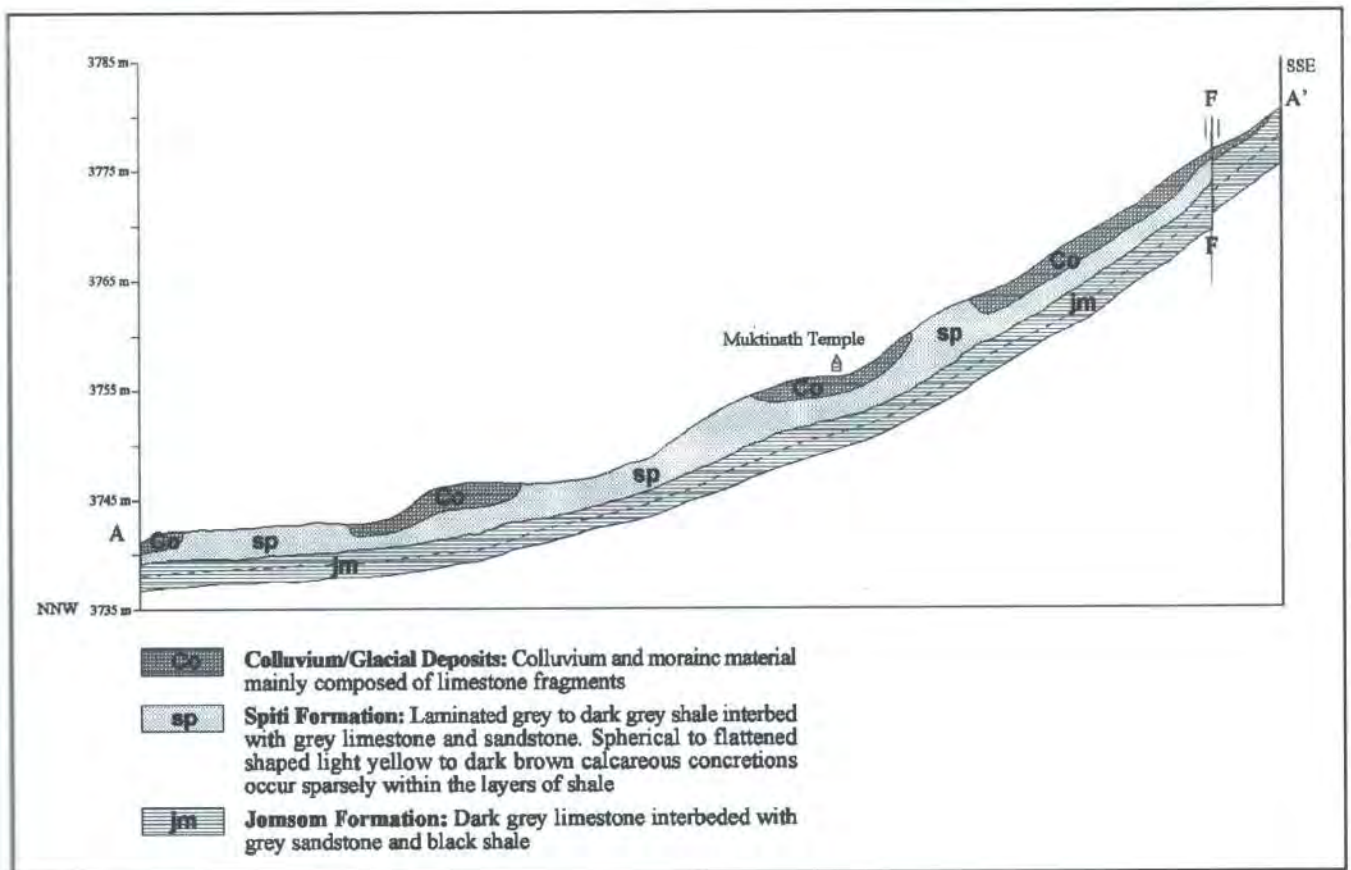 3785 m
SSE
F
A'
3775 m
Co
F
3765 m
jm
Muktinath Temple
sp
Co
3755 m
sp
Co
3745 m
A
Co
sp
jm
NNW 3735 m
Co Colluvium/Glacial Deposits: Colluvium and morainc material
mainly composed of limestone fragments
sp Spiti Formation: Laminated grey to dark grey shale interbed
with grey limestone and sandstone. Spherical to flattened
shaped light yellow to dark brown calcareous concretions
occur sparsely within the layers of shale
jm Jomsom Formation: Dark grey limestone interbeded with
grey sandstone and black shale